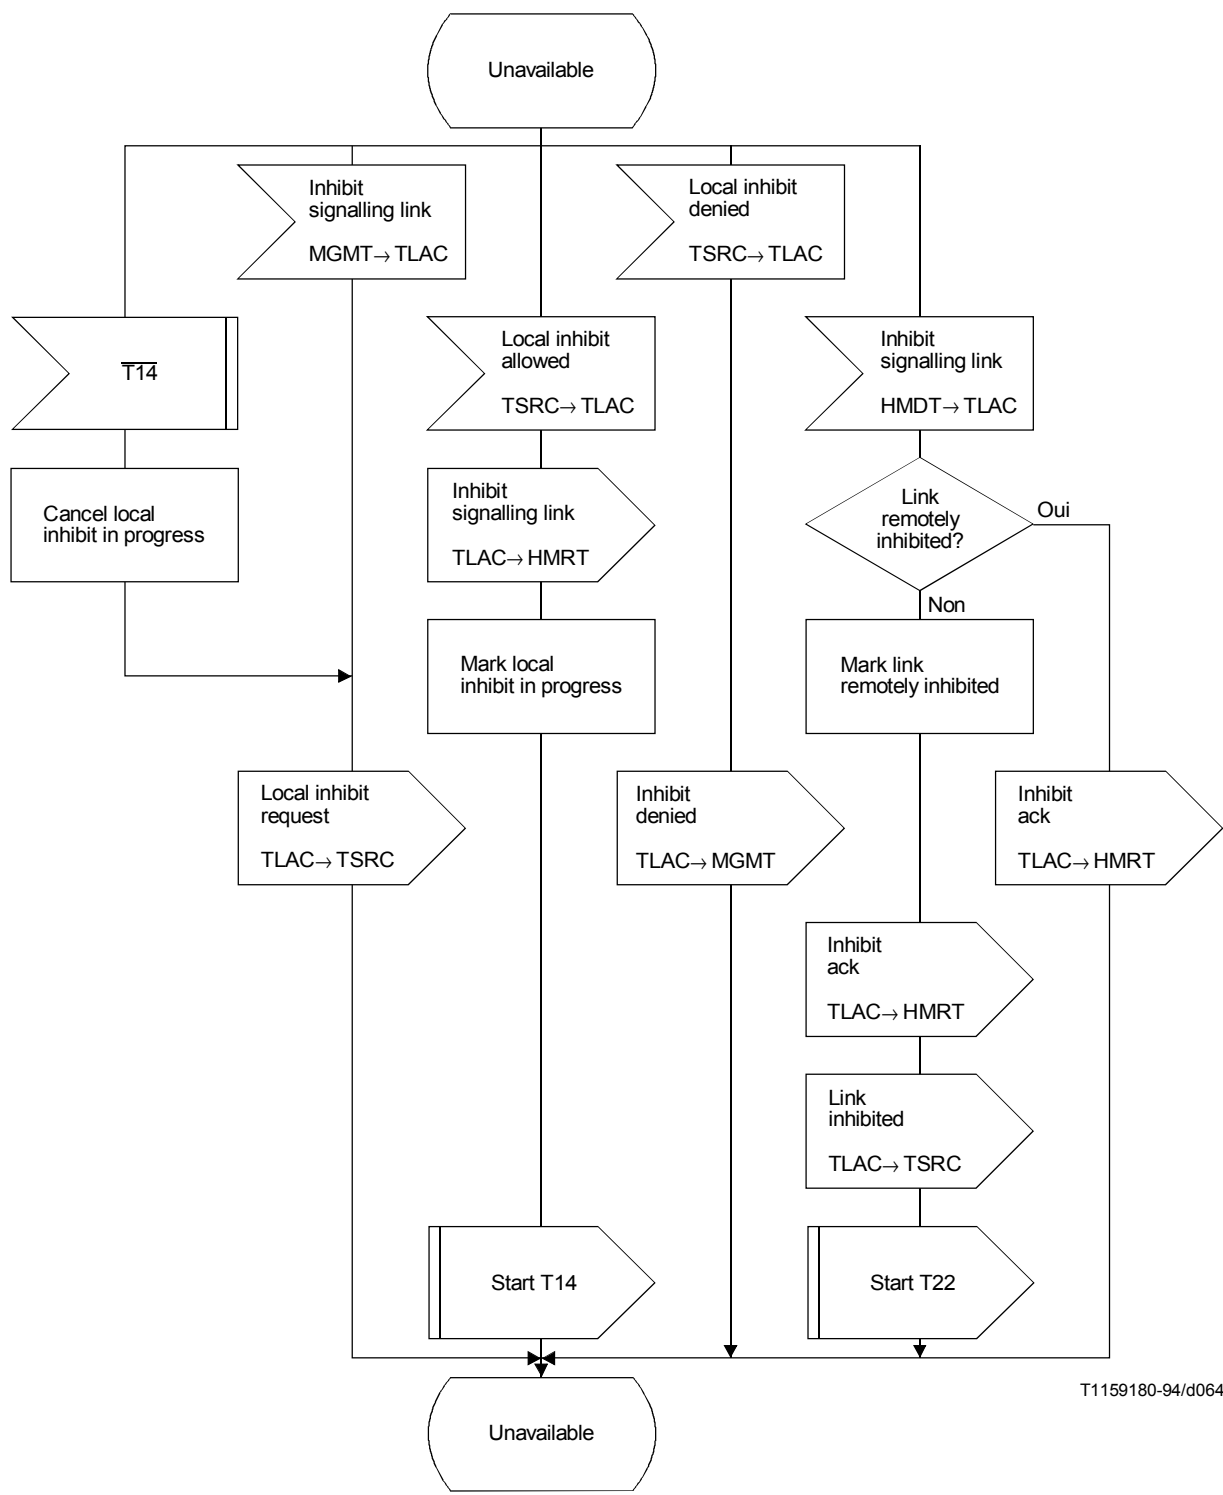 Unavailable
Inhibit
signalling link
MGMT→TLAC
Local inhibit
denied
TSRC→TLAC
T14
Local inhibit
allowed
TSRC→TLAC
Inhibit
signalling link
HMDT→TLAC
Cancel local
inhibit in progress
Inhibit
signalling link
TLAC→HMRT
Link
remotely
inhibited?
Oui
Non
Mark local
inhibit in progress
Mark link
remotely inhibited
Local inhibit
request
TLAC→TSRC
Inhibit
denied
TLAC→MGMT
Inhibit
ack
TLAC→HMRT
Inhibit
ack
TLAC→HMRT
Link
inhibited
TLAC→TSRC
Start T14
Start T22
T1159180-94/d064
Unavailable